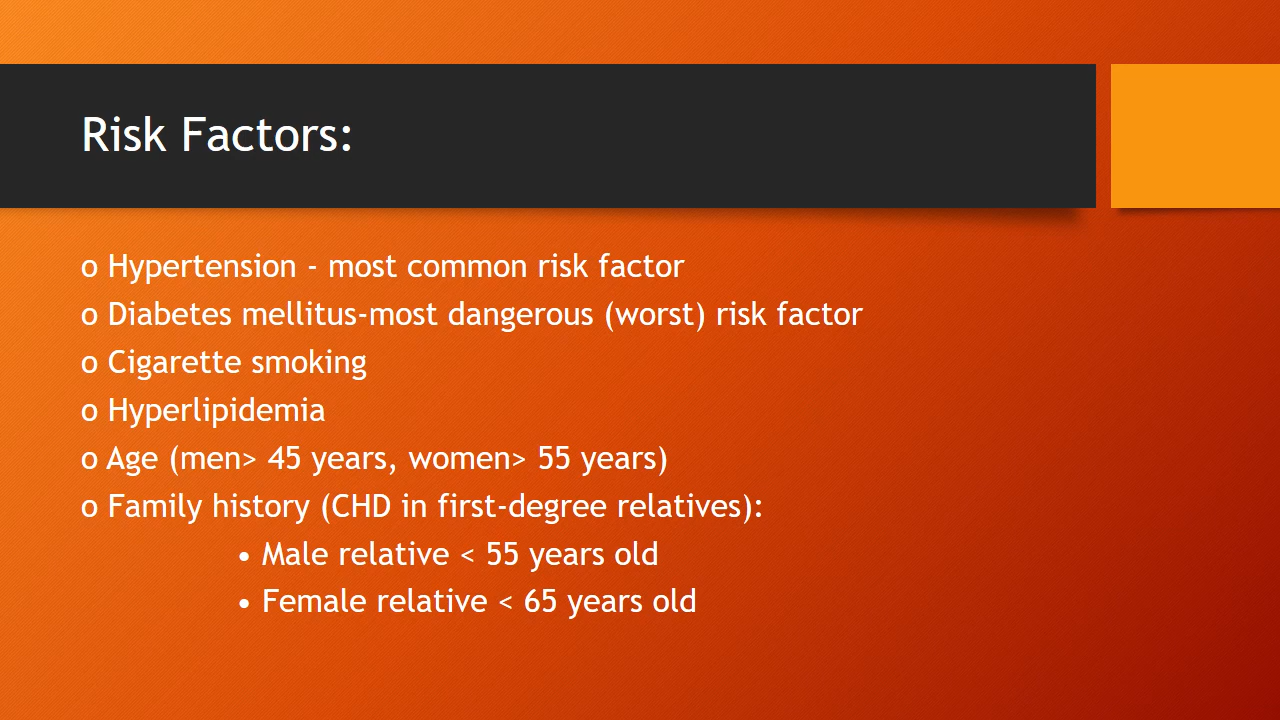 Risk Factors:
o Hypertension - most common risk factor
o Diabetes mellitus-most dangerous (worst) risk factor
o Cigarette smoking
o Hyperlipidemia
o Age (men> 45 years, women> 55 years)
o Family history (CHD in first-degree relatives):
• Male relative < 55 years old
• Female relative < 65 years old